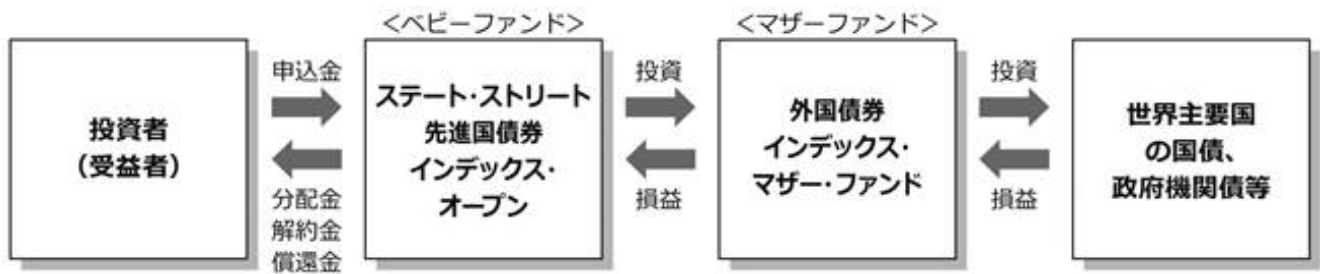 <ベビーファンド>
<マザーファンド>
投資者
(受益者)
申込金
分配金
解約金
償還金
ステート・ストリート
先進国債券
インデックス・
オープン
投資
損益
外国債券
インデックス・
マザー・ファンド
投資
損益
世界主要国
の国債、
政府機関債等